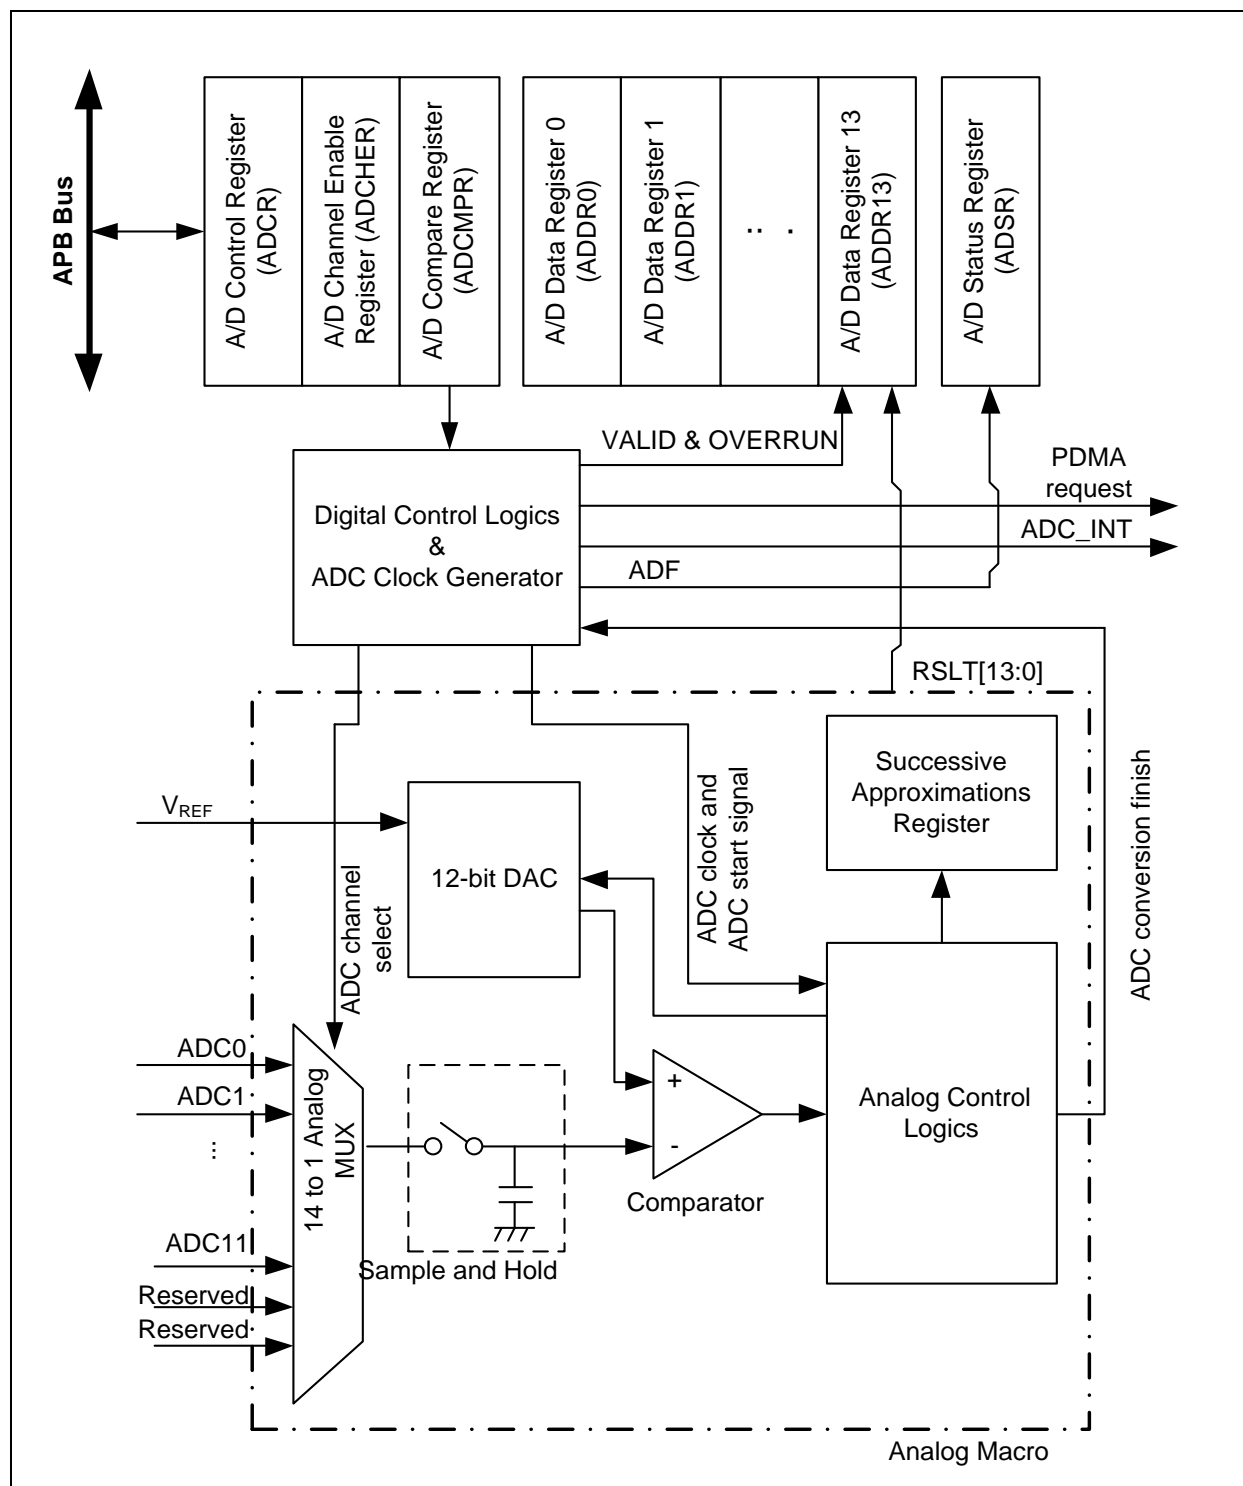 APB Bus
A/D Control Register
(ADCR)
A/D Channel Enable
Register (ADCHER)
A/D Compare Register
(ADCMPR)
A/D Data Register 0
(ADDR0)
A/D Data Register 1
(ADDR1)
.. .
A/D Data Register 13
(ADDR13)
A/D Status Register
(ADSR)
VALID & OVERRUN
PDMA
request
ADC_INT
ADF
Digital Control Logics
&
ADC Clock Generator
RSLT[13:0]
VREF
12-bit DAC
ADC channel
select
ADC clock and
ADC start signal
Successive
Approximations
Register
ADC conversion finish
ADC0
ADC1
...
ADC11
Reserved
Reserved
14 to 1 Analog
MUX
Sample and Hold
+
-
Comparator
Analog Control
Logics
Analog Macro